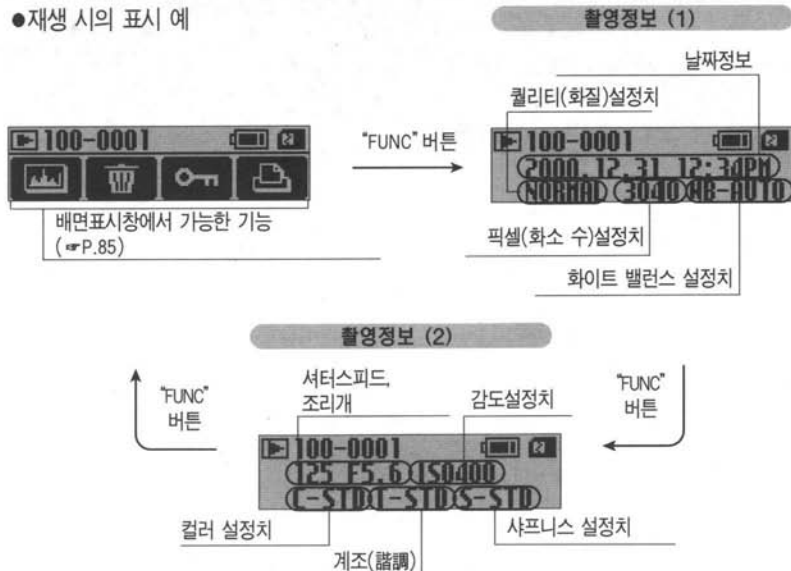 ●재생 시의 표시 예
촬영정보 (1)
날짜정보
퀄리티(화질)설정치
100-0001
"FUNC" 버튼
100-0001
2000.12.31 12:34PM
NORMAL 3040 WB-AUTO
배면표시창에서 가능한 기능
(☞P.85)
픽셀(화소 수)설정치
화이트 밸런스 설정치
촬영정보 (2)
"FUNC"
버튼
셔터스피드,
조리개
감도설정치
"FUNC"
버튼
100-0001
125 F5.6 ISO400
C-STD T-STD S-STD
컬러 설정치
샤프니스 설정치
계조(諧調)